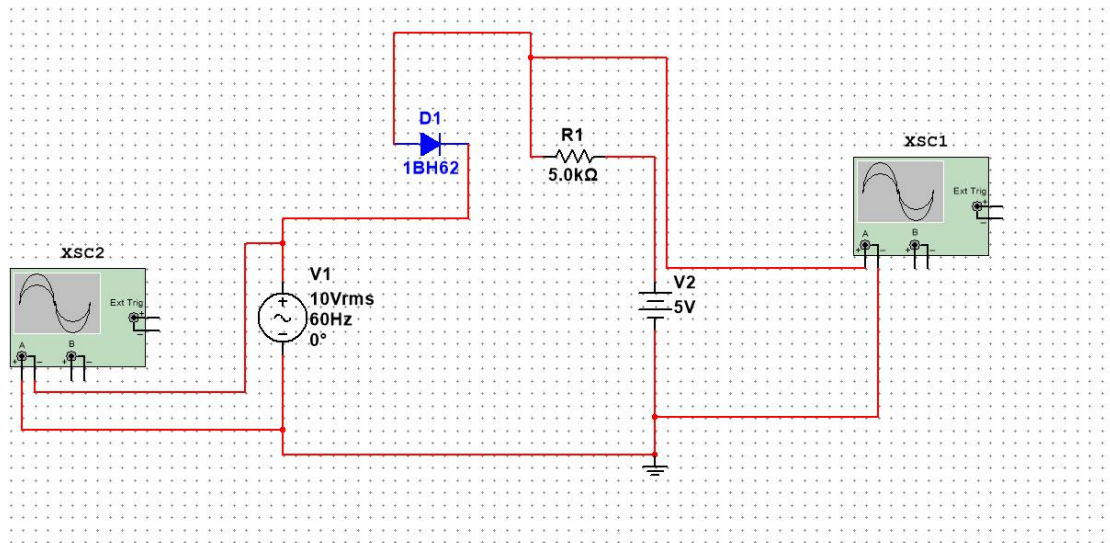 D1
1BH62
R1
5.0kΩ
XSC1
Ext Trig
+
−
A
B
+
−
+
−
XSC2
Ext Trig
+
−
A
B
+
−
+
−
V1
+
−
10Vrms
60Hz
0°
V2
5V